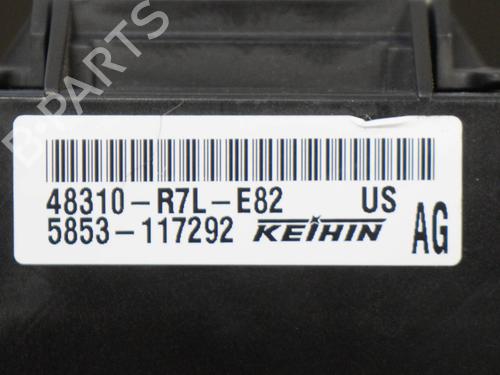 B-PARTS
48310-R7L-E82 US
5853-117292 KEIHIN AG